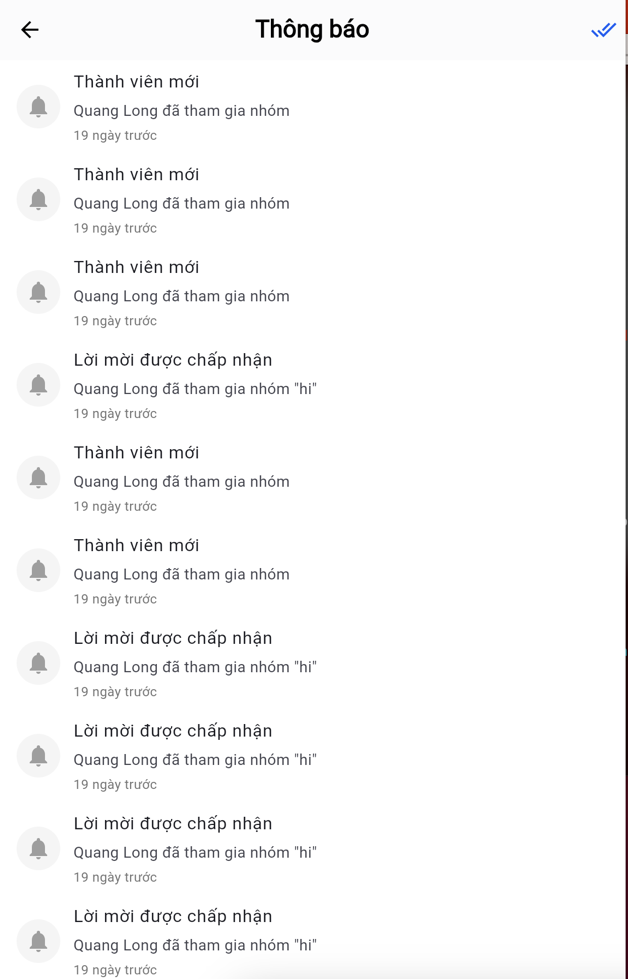 Thông báo
Thành viên mới
Quang Long đã tham gia nhóm
19 ngày trước
Thành viên mới
Quang Long đã tham gia nhóm
19 ngày trước
Thành viên mới
Quang Long đã tham gia nhóm
19 ngày trước
Lời mời được chấp nhận
Quang Long đã tham gia nhóm "hi"
19 ngày trước
Thành viên mới
Quang Long đã tham gia nhóm
19 ngày trước
Thành viên mới
Quang Long đã tham gia nhóm
19 ngày trước
Lời mời được chấp nhận
Quang Long đã tham gia nhóm "hi"
19 ngày trước
Lời mời được chấp nhận
Quang Long đã tham gia nhóm "hi"
19 ngày trước
Lời mời được chấp nhận
Quang Long đã tham gia nhóm "hi"
19 ngày trước
Lời mời được chấp nhận
Quang Long đã tham gia nhóm "hi"
19 ngày trước